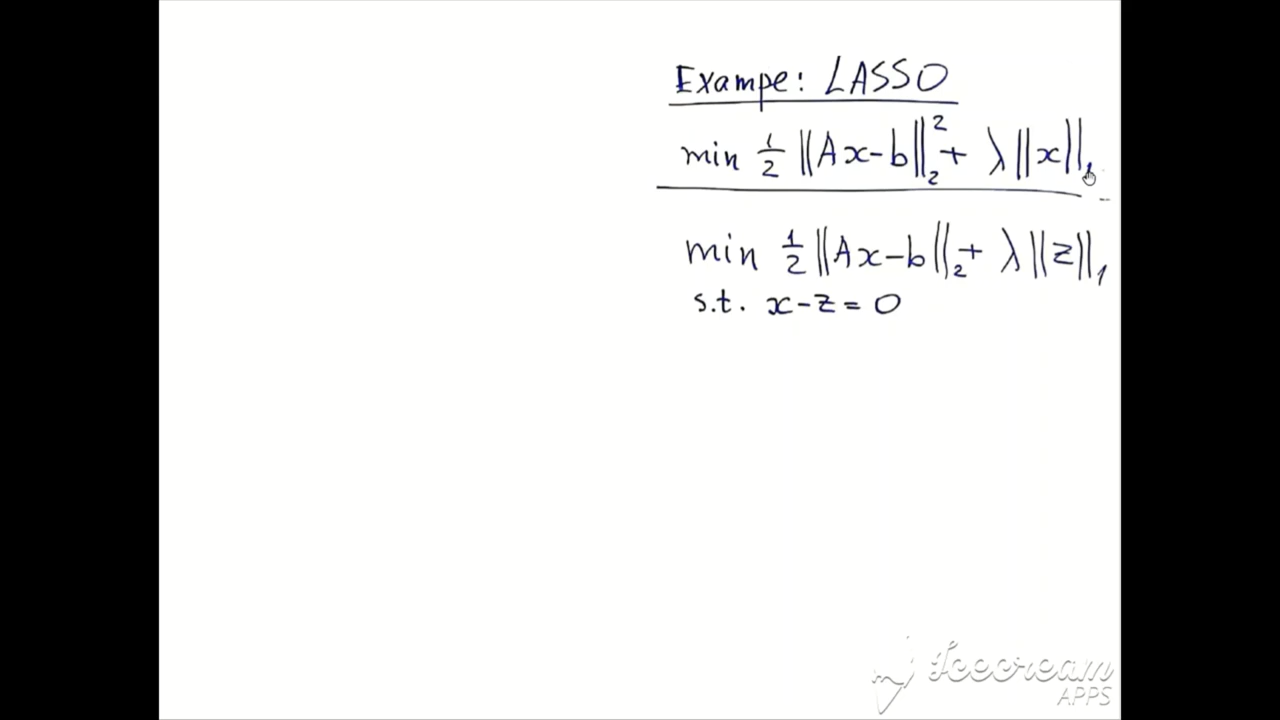 Exampe: LASSO
min 1/2 ||Ax-b||₂² + λ||x||₁
min 1/2 ||Ax-b||₂ + λ||z||₁
s.t. x-z=0
Icecream
APPS